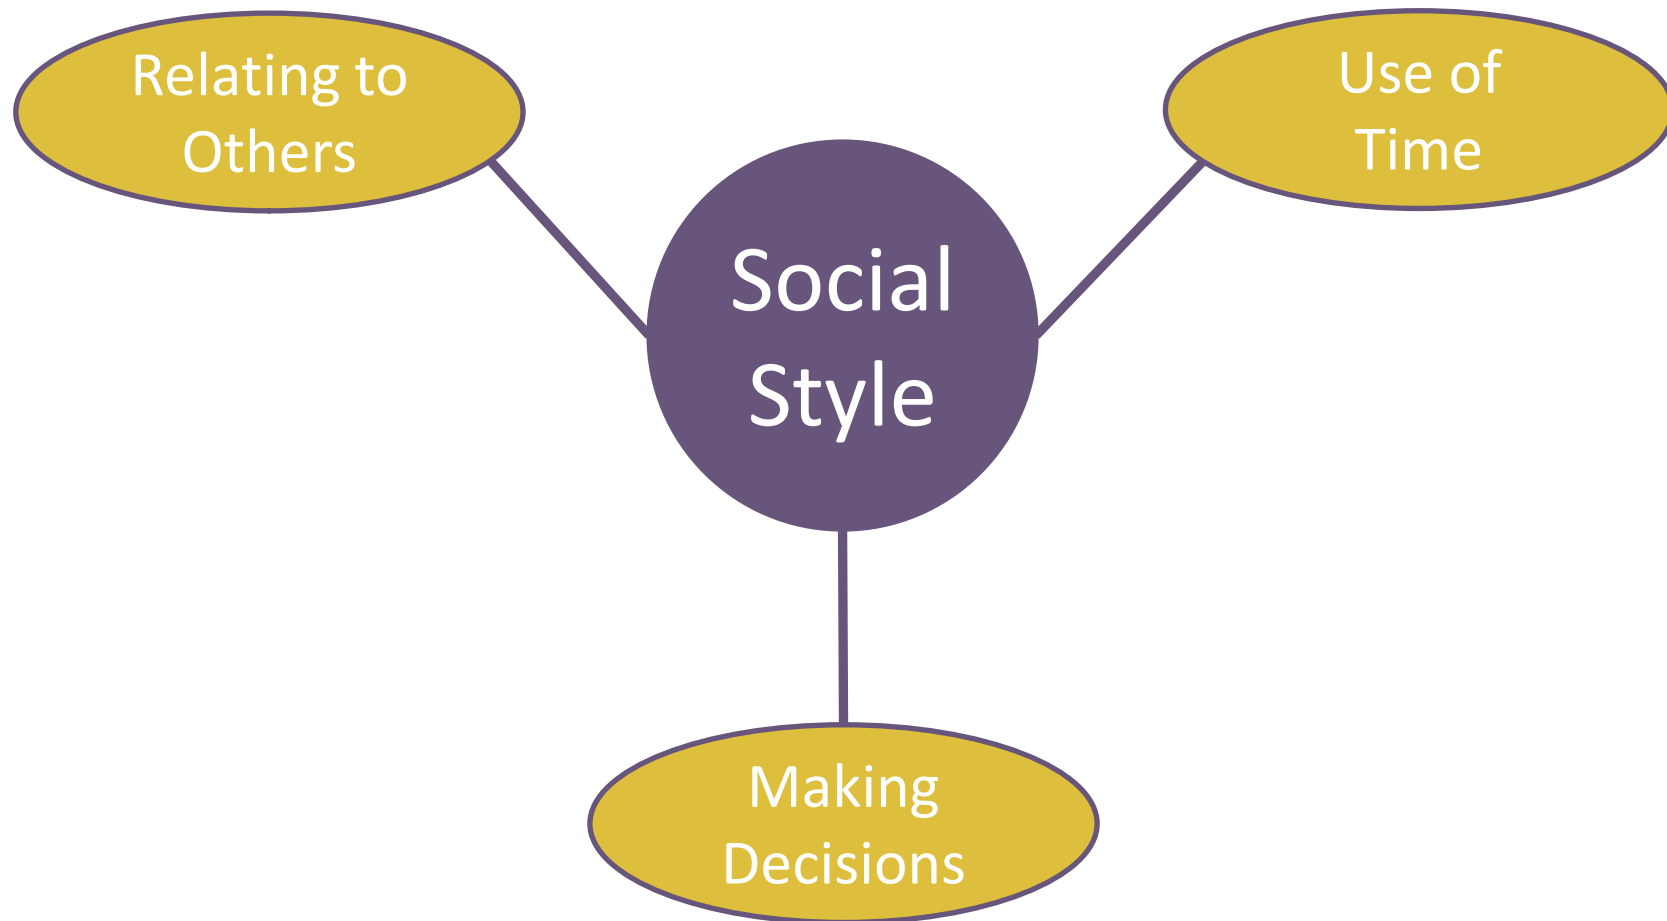 Relating to
Others
Use of
Time
Social
Style
Making
Decisions